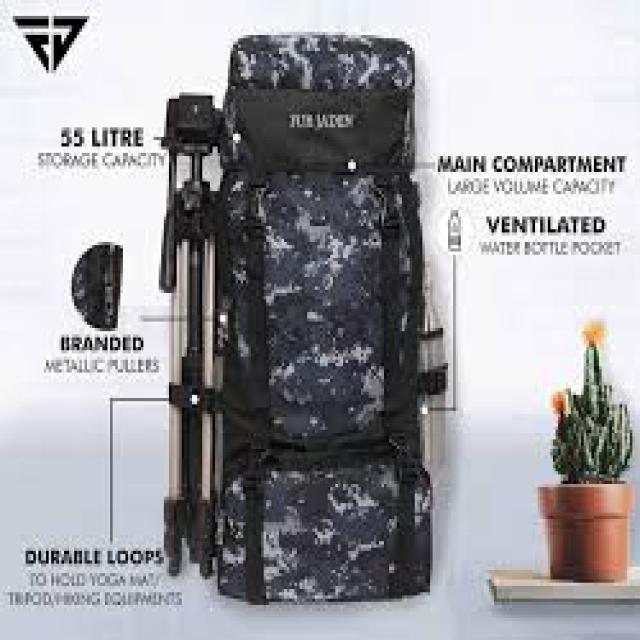 FUR JADEN
55 LITRE
STORAGE CAPACITY
MAIN COMPARTMENT
LARGE VOLUME CAPACITY
VENTILATED
WATER BOTTLE POCKET
BRANDED
METALLIC PULLERS
DURABLE LOOPS
TO HOLD YOGA MAT/
TRIPOD/HIKING EQUIPMENTS